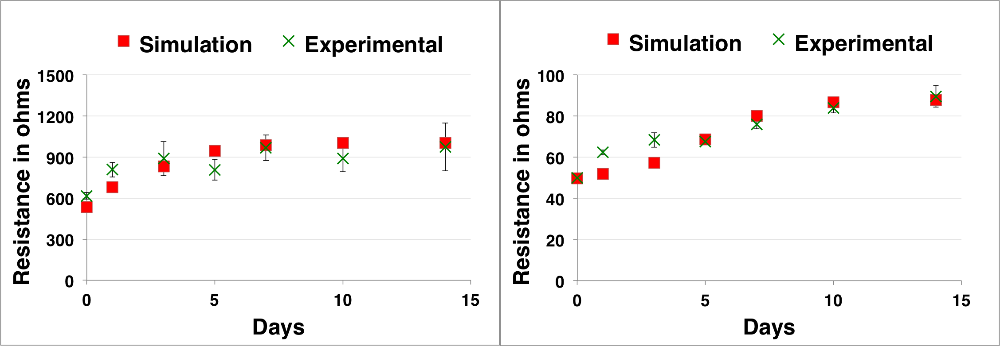 Simulation Experimental
Resistance in ohms
1500
1200
900
600
300
0
0 5 10 15
Days
Simulation Experimental
Resistance in ohms
100
80
60
40
20
0
0 5 10 15
Days